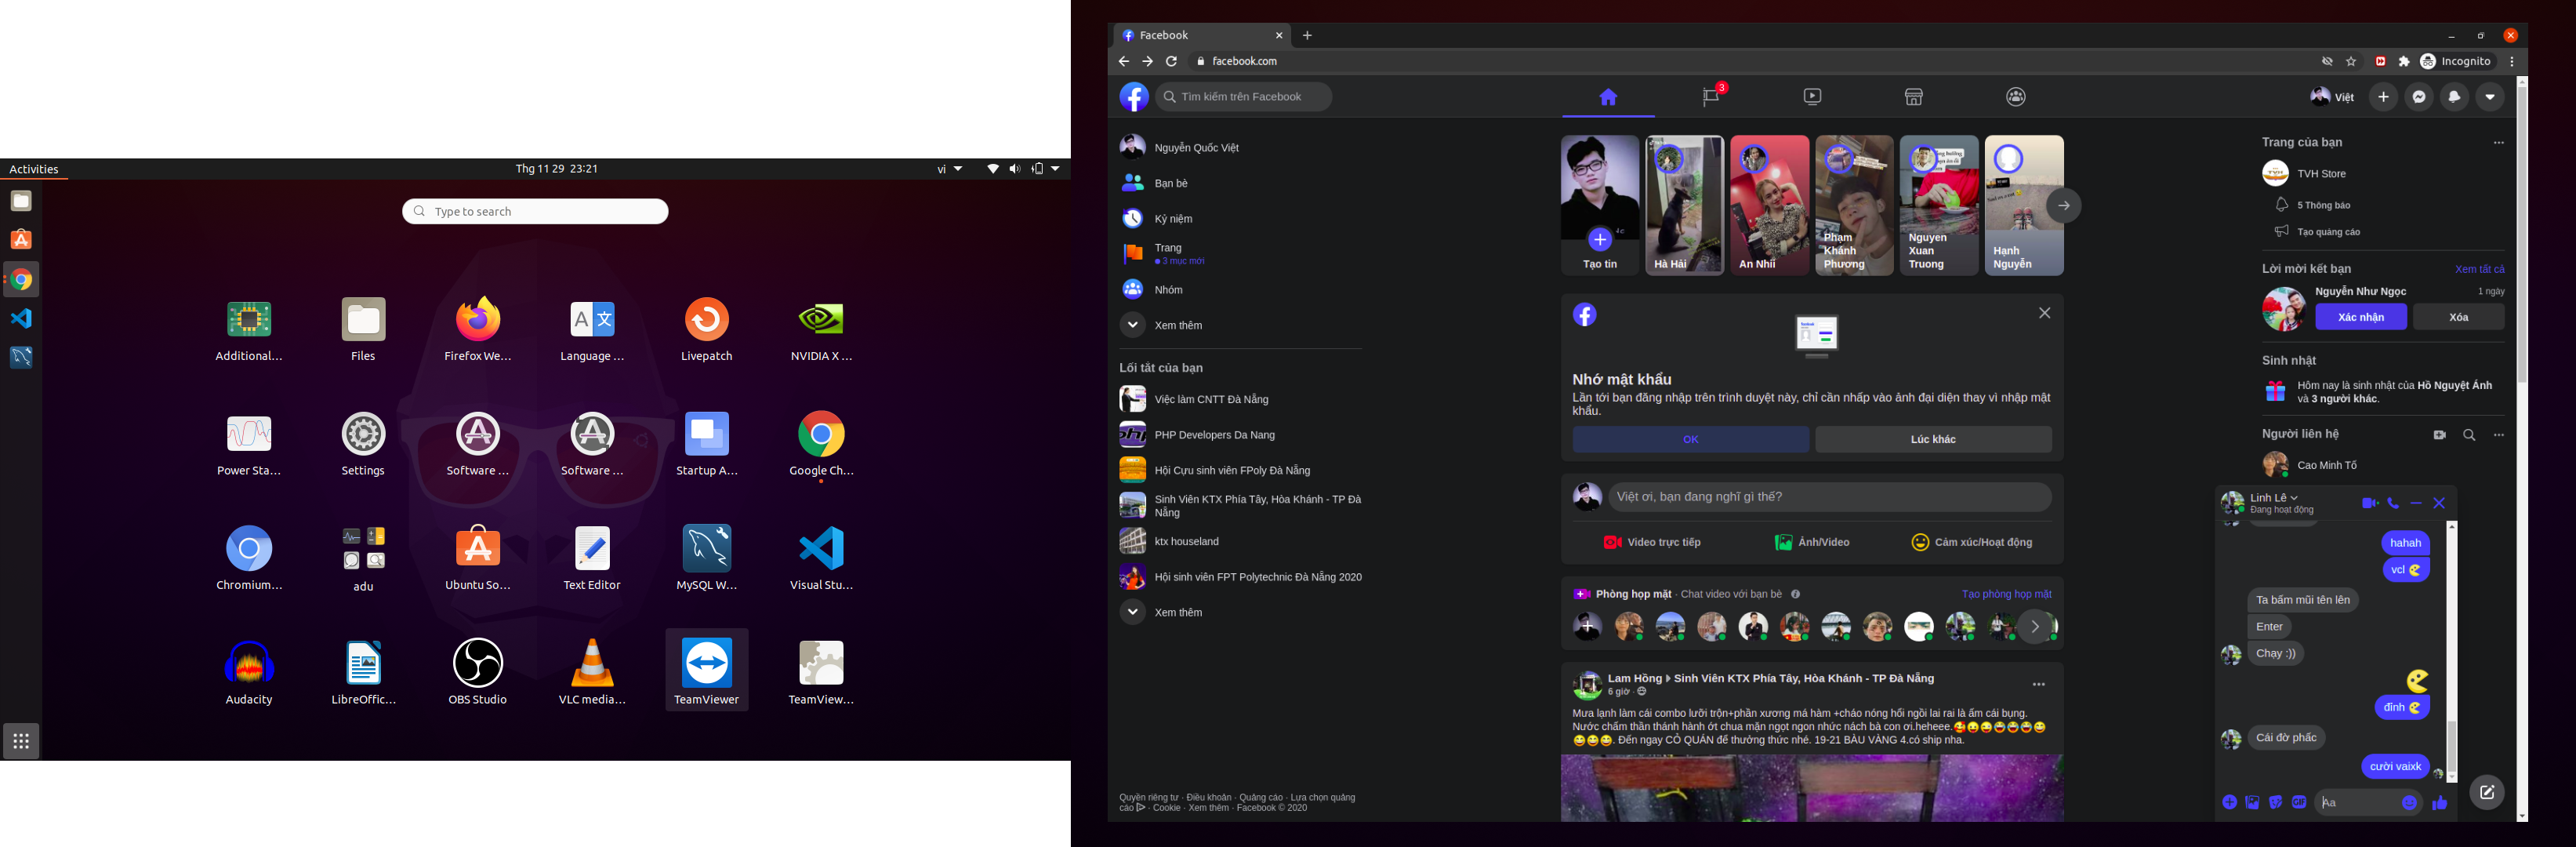 Activities
Thg 11 29 23:21
vi
Type to search
Additional...
Files
Firefox We...
Language ...
Livepatch
NVIDIA X ...
Power Sta...
Settings
Software ...
Software ...
Startup A...
Google Ch...
Chromium...
adu
Ubuntu So...
Text Editor
MySQL W...
Visual Stu...
Audacity
LibreOffic...
OBS Studio
VLC media...
TeamViewer
TeamView...
Facebook
facebook.com
Incognito
Tìm kiếm trên Facebook
3
Việt
Nguyễn Quốc Việt
Bạn bè
Kỷ niệm
Trang
3 mục mới
Nhóm
Xem thêm
Lối tắt của bạn
Việc làm CNTT Đà Nẵng
PHP Developers Da Nang
Hội Cựu sinh viên FPoly Đà Nẵng
Sinh Viên KTX Phía Tây, Hòa Khánh - TP Đà
Nẵng
ktx houseland
Hội sinh viên FPT Polytechnic Đà Nẵng 2020
Xem thêm
Quyền riêng tư · Điều khoản · Quảng cáo · Lựa chọn quảng
cáo · Cookie · Xem thêm · Facebook © 2020
Tạo tin
Hà Hải
An Nhii
Phạm
Khánh
Phương
Nguyen
Xuan
Truong
Hạnh
Nguyễn
Nhớ mật khẩu
Lần tới bạn đăng nhập trên trình duyệt này, chỉ cần nhấp vào ảnh đại diện thay vì nhập mật
khẩu.
OK
Lúc khác
Việt ơi, bạn đang nghĩ gì thế?
Video trực tiếp
Ảnh/Video
Cảm xúc/Hoạt động
Phòng họp mặt · Chat video với bạn bè
Tạo phòng họp mặt
Lam Hồng ▸ Sinh Viên KTX Phía Tây, Hòa Khánh - TP Đà Nẵng
6 giờ ·
Mưa lạnh làm cái combo lưỡi trộn+phần xương má hàm +cháo nóng hổi ngồi lai rai là ấm cái bụng.
Nước chấm thần thánh hành ớt chua mặn ngọt ngon nhức nách bà con ơi.heheee.🥰😝😜😂😂😂😄
😂😂😂. Đến ngay CÔ QUÁN để thưởng thức nhé. 19-21 BÀU VÀNG 4.có ship nha.
Trang của bạn
TVH Store
5 Thông báo
Tạo quảng cáo
Lời mời kết bạn
Xem tất cả
Nguyễn Như Ngọc
1 ngày
Xác nhận
Xóa
Sinh nhật
Hôm nay là sinh nhật của Hồ Nguyệt Ánh
và 3 người khác.
Người liên hệ
Cao Minh Tố
Linh Lê
Đang hoạt động
hahah
vcl
Ta bấm mũi tên lên
Enter
Chạy :))
đỉnh
Cái đờ phắc
cười vaixk
GIF
Aa